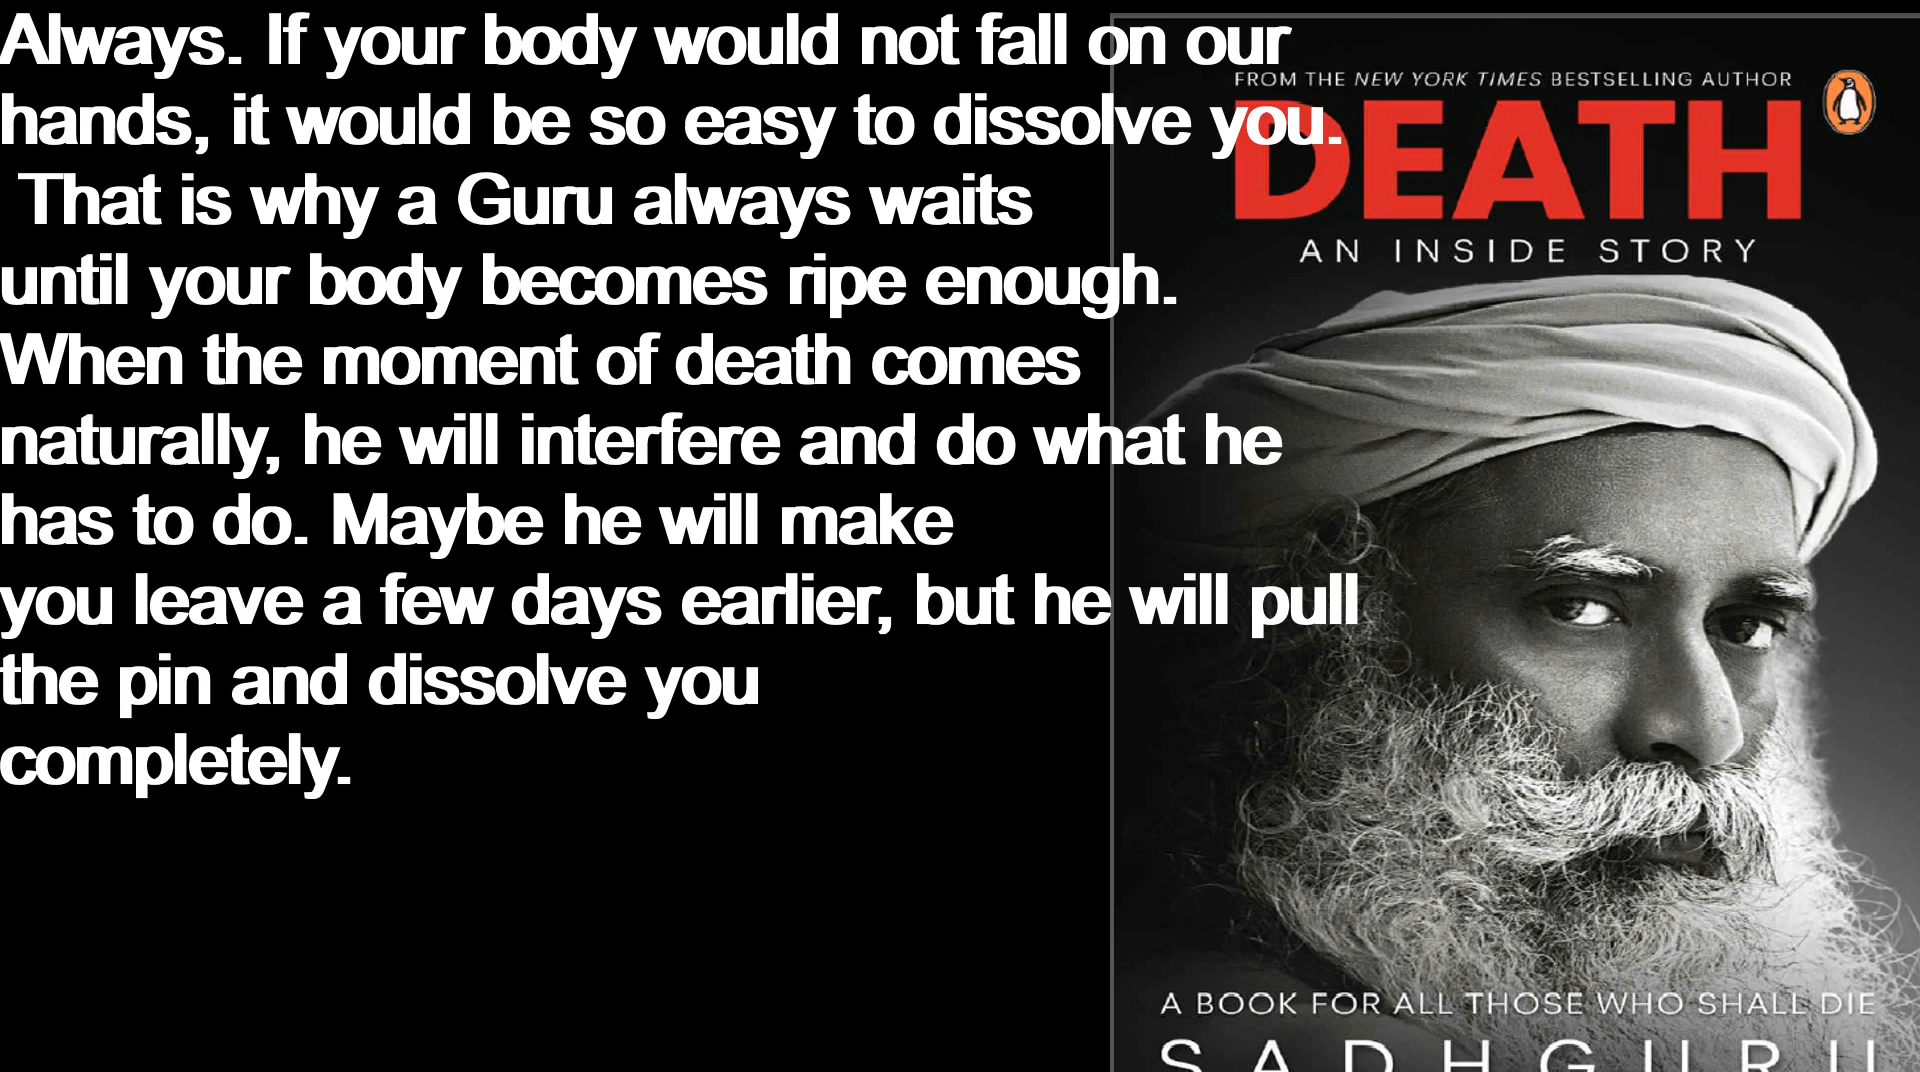 Always. If your body would not fall on our
hands, it would be so easy to dissolve you.
That is why a Guru always waits
until your body becomes ripe enough.
When the moment of death comes
naturally, he will interfere and do what he
has to do. Maybe he will make
you leave a few days earlier, but he will pull
the pin and dissolve you
completely.
FROM THE NEW YORK TIMES BESTSELLING AUTHOR
DEATH
AN INSIDE STORY
A BOOK FOR ALL THOSE WHO SHALL DIE
SADHGURU